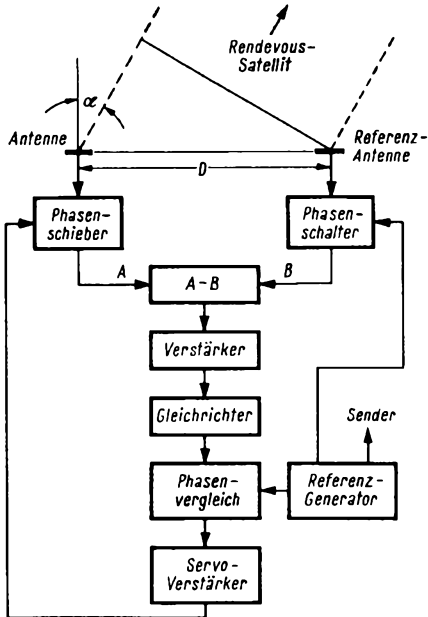 Rendevous-
Satellit
α
Antenne
Referenz-
Antenne
D
Phasen-
schieber
Phasen-
schalter
A
B
A-B
Verstärker
Gleichrichter
Sender
Phasen-
vergleich
Referenz-
Generator
Servo-
Verstärker